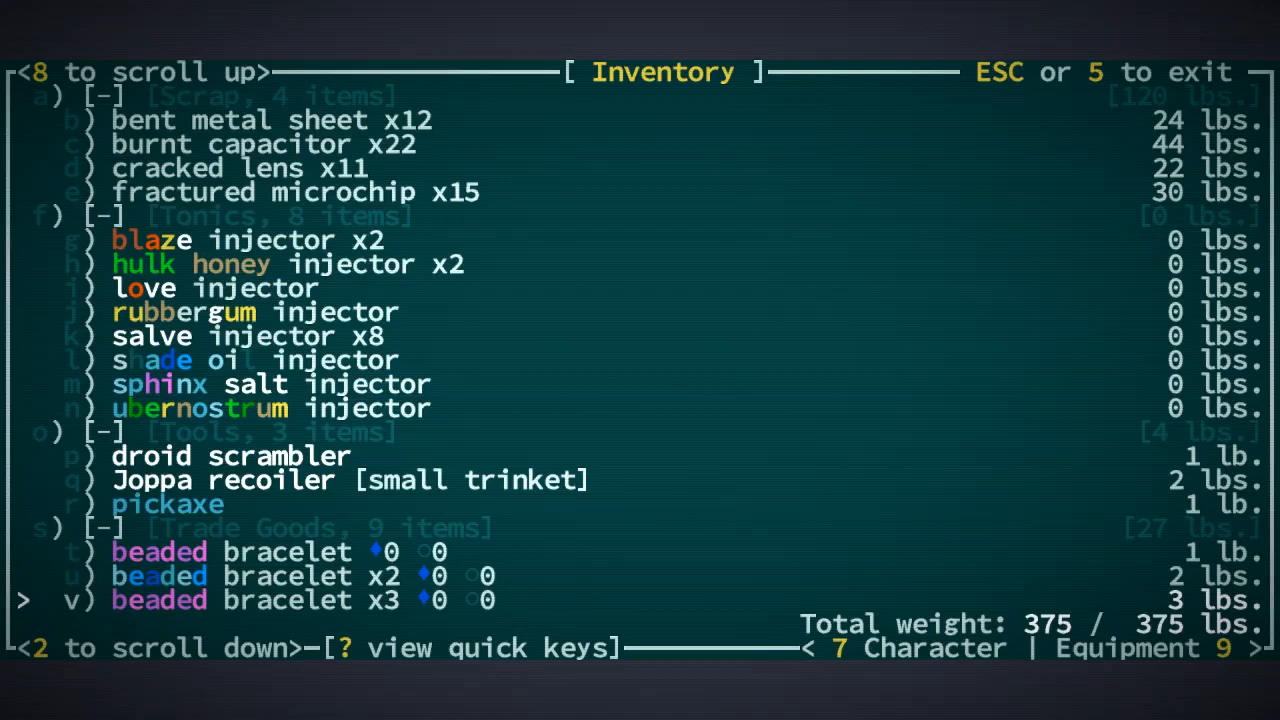 <8 to scroll up> [ Inventory ] ESC or 5 to exit
a) [-] [Scrap, 4 items] [120 lbs.]
b) bent metal sheet x12 24 lbs.
c) burnt capacitor x22 44 lbs.
d) cracked lens x11 22 lbs.
e) fractured microchip x15 30 lbs.
f) [-] [Tonics, 8 items] [0 lbs.]
g) blaze injector x2 0 lbs.
h) hulk honey injector x2 0 lbs.
i) love injector 0 lbs.
j) rubbergum injector 0 lbs.
k) salve injector x8 0 lbs.
l) shade oil injector 0 lbs.
m) sphinx salt injector 0 lbs.
n) ubernostrum injector 0 lbs.
o) [-] [Tools, 3 items] [4 lbs.]
p) droid scrambler 1 lb.
q) Joppa recoiler [small trinket] 2 lbs.
r) pickaxe 1 lb.
s) [-] [Trade Goods, 9 items] [27 lbs.]
t) beaded bracelet ♦0 ○0 1 lb.
u) beaded bracelet x2 ♦0 ○0 2 lbs.
> v) beaded bracelet x3 ♦0 ○0 3 lbs.
Total weight: 375 / 375 lbs.
<2 to scroll down> [? view quick keys] < 7 Character | Equipment 9 >